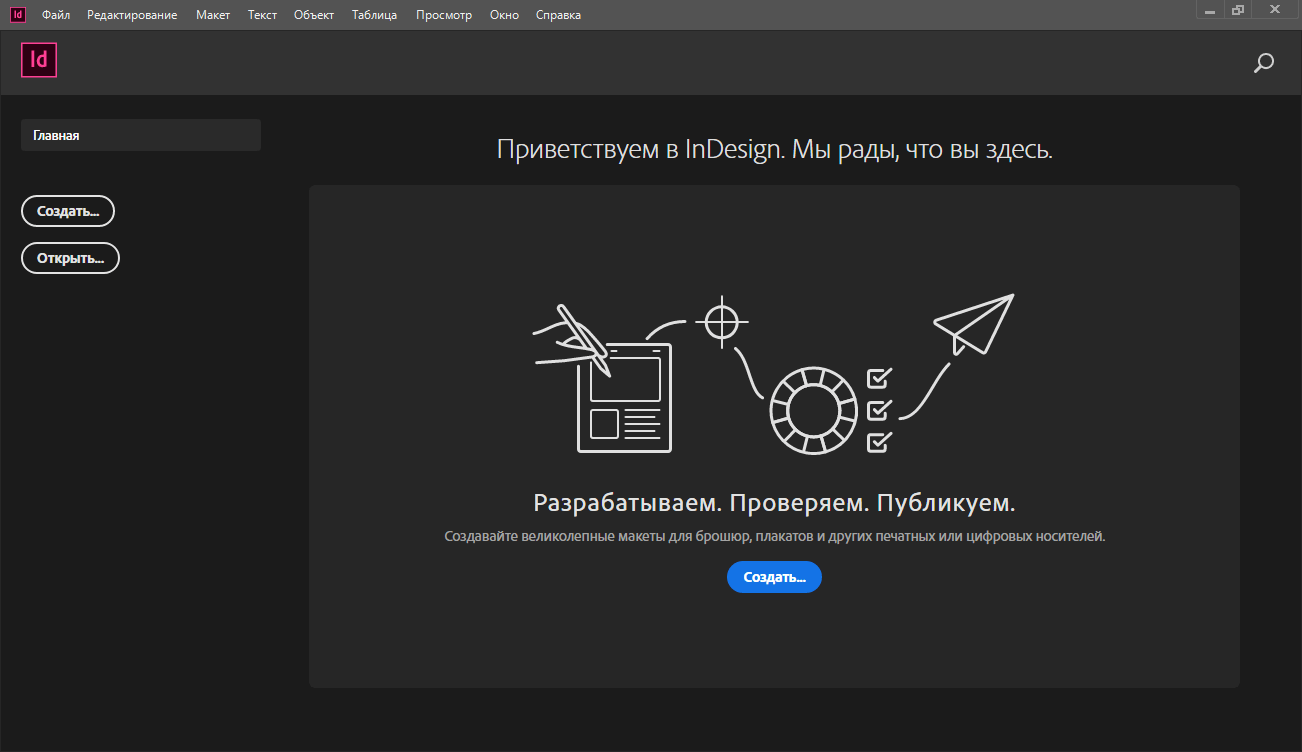 Id Файл Редактирование Макет Текст Объект Таблица Просмотр Окно Справка
Id
Главная
Приветствуем в InDesign. Мы рады, что вы здесь.
Создать...
Открыть...
Разрабатываем. Проверяем. Публикуем.
Создавайте великолепные макеты для брошюр, плакатов и других печатных или цифровых носителей.
Создать...